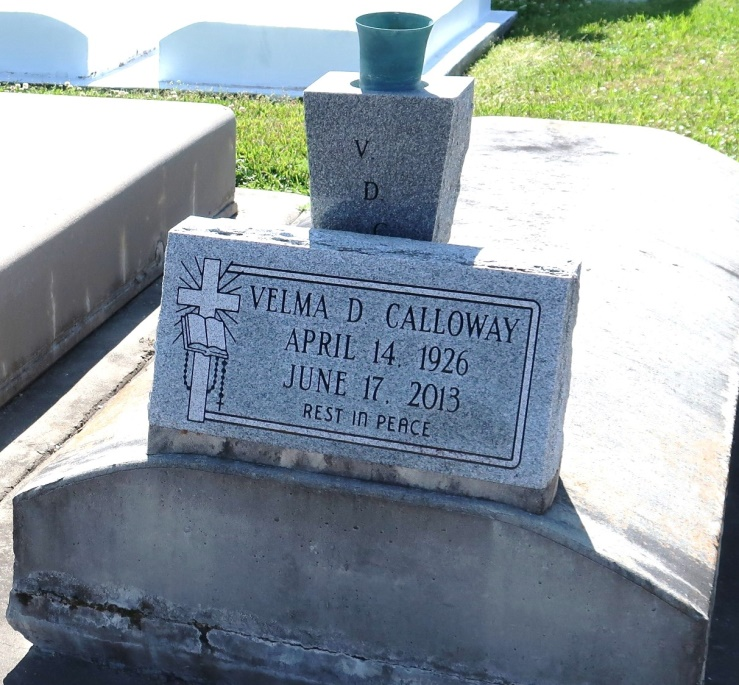 V.
D.
C
VELMA D. CALLOWAY
APRIL 14, 1926
JUNE 17, 2013
REST IN PEACE